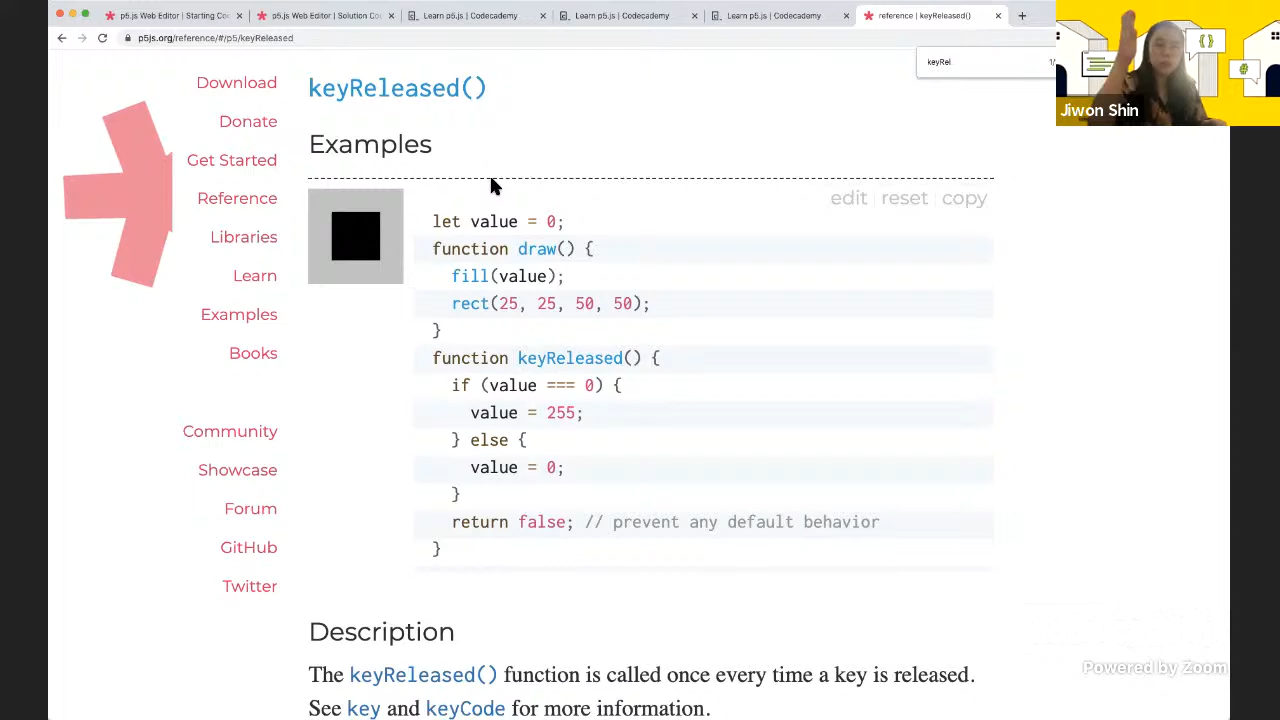 p5.js Web Editor | Starting Co
p5.js Web Editor | Solution Co
Learn p5.js | Codecademy
Learn p5.js | Codecademy
Learn p5.js | Codecademy
reference | keyReleased()
p5js.org/reference/#/p5/keyReleased
keyRel
Jiwon Shin
Download
Donate
Get Started
Reference
Libraries
Learn
Examples
Books
Community
Showcase
Forum
GitHub
Twitter
keyReleased()
Examples
edit reset copy
let value = 0;
function draw() {
fill(value);
rect(25, 25, 50, 50);
}
function keyReleased() {
if (value === 0) {
value = 255;
} else {
value = 0;
}
return false; // prevent any default behavior
}
Description
The keyReleased() function is called once every time a key is released.
See key and keyCode for more information.
Powered by Zoom